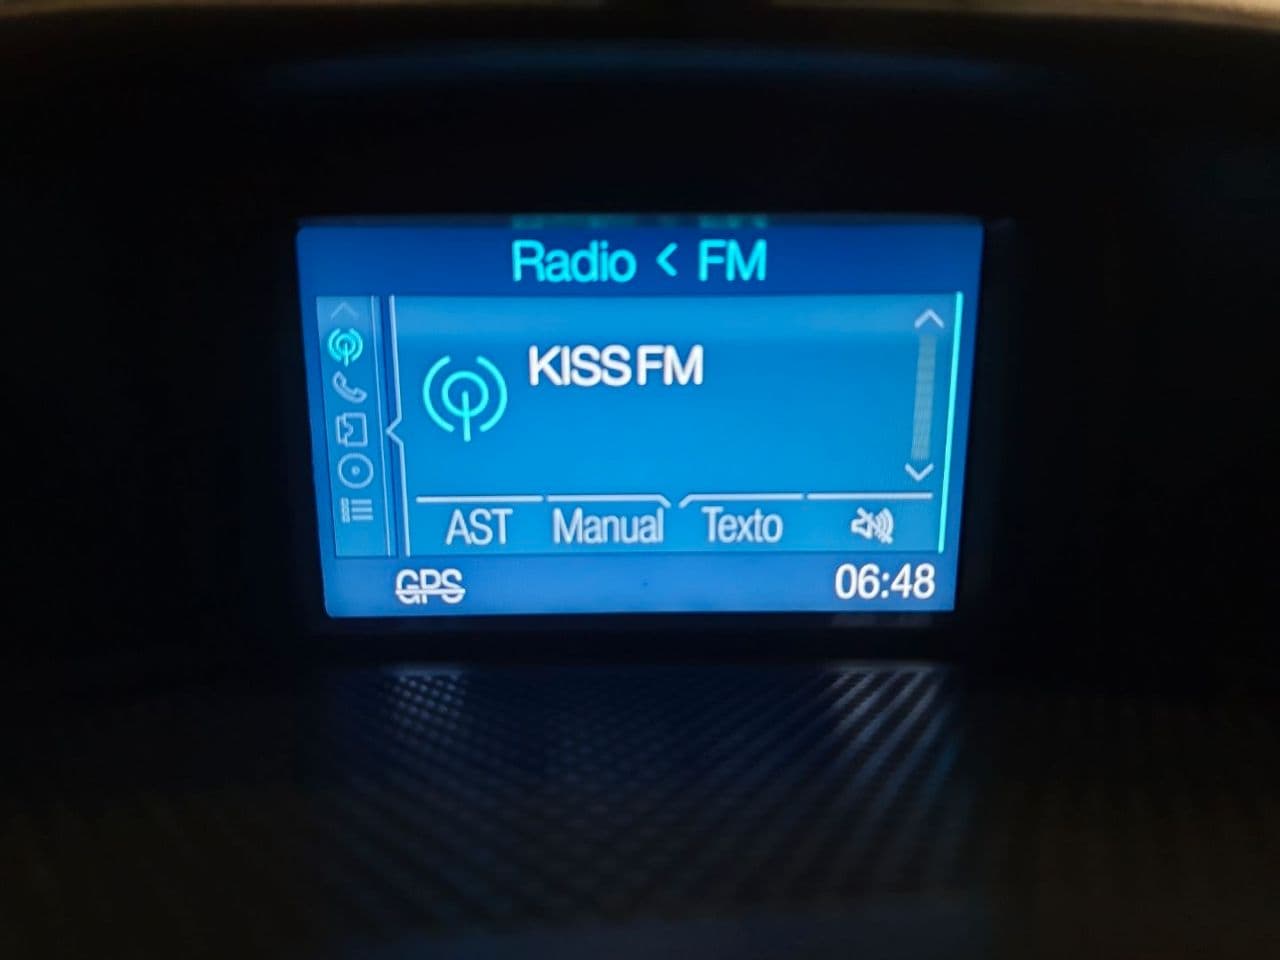 Radio < FM
KISS FM
AST Manual Texto
GPS 06:48